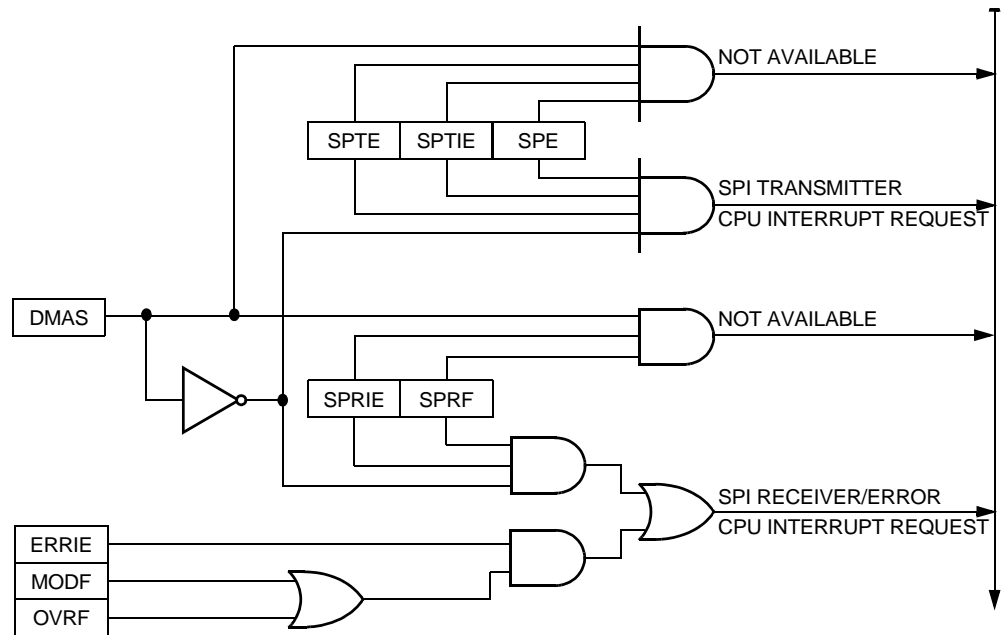 NOT AVAILABLE
SPTE SPTIE SPE
SPI TRANSMITTER
CPU INTERRUPT REQUEST
DMAS
NOT AVAILABLE
SPRIE SPRF
SPI RECEIVER/ERROR
CPU INTERRUPT REQUEST
ERRIE
MODF
OVRF